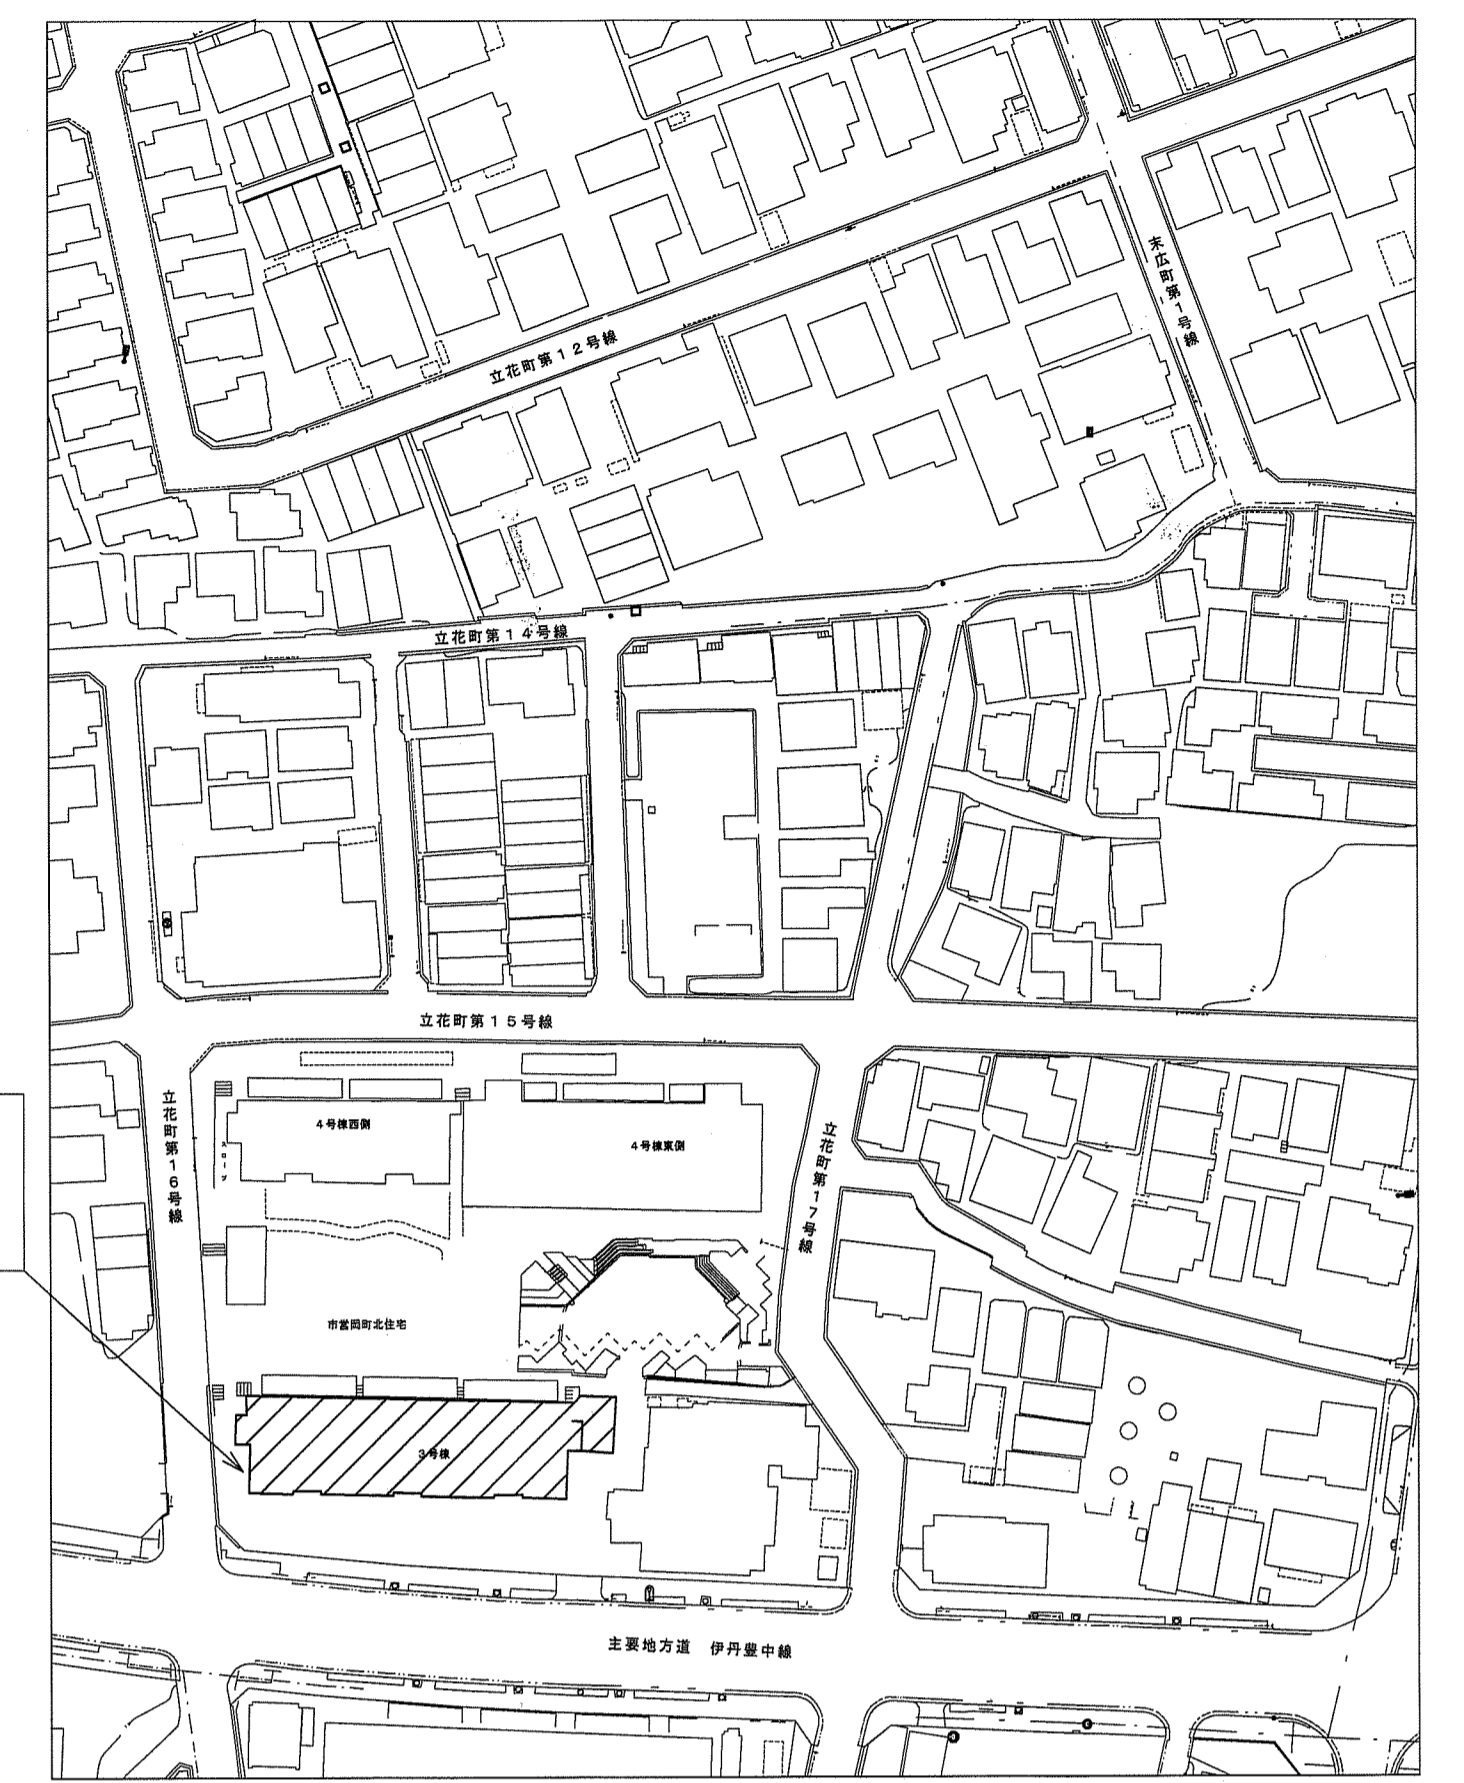 末広町第１号線
立花町第１２号線
立花町第１４号線
立花町第１５号線
立花町第１６号線
４号棟西側
４号棟東側
スロープ
立花町第１７号線
市営岡町北住宅
３号棟
主要地方道　伊丹豊中線